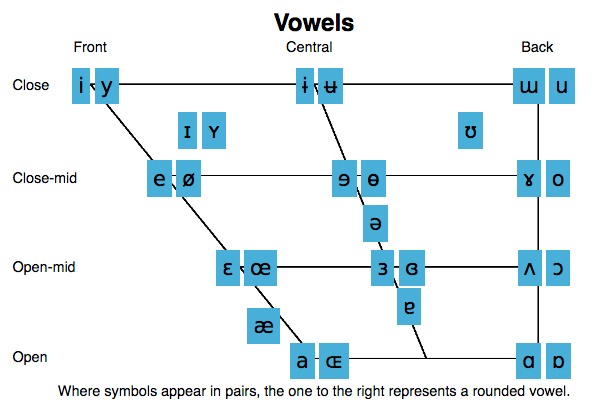 Vowels
Front Central Back
Close i y ɨ ʉ ɯ u
ɪ ʏ ʊ
Close-mid e ø ɘ ɵ ɤ o
ə
Open-mid ɛ œ ɜ ɞ ʌ ɔ
ɐ
æ
Open a ɶ ɑ ɒ
Where symbols appear in pairs, the one to the right represents a rounded vowel.